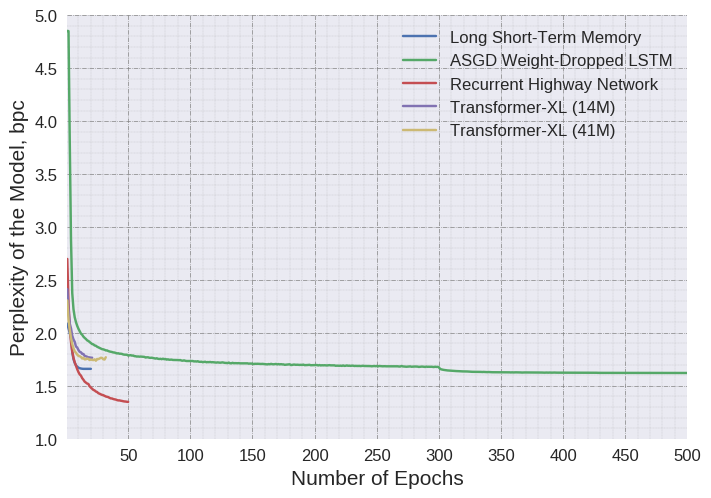 5.0
4.5
4.0
3.5
3.0
2.5
2.0
1.5
1.0
Perplexity of the Model, bpc
Long Short-Term Memory
ASGD Weight-Dropped LSTM
Recurrent Highway Network
Transformer-XL (14M)
Transformer-XL (41M)
50 100 150 200 250 300 350 400 450 500
Number of Epochs